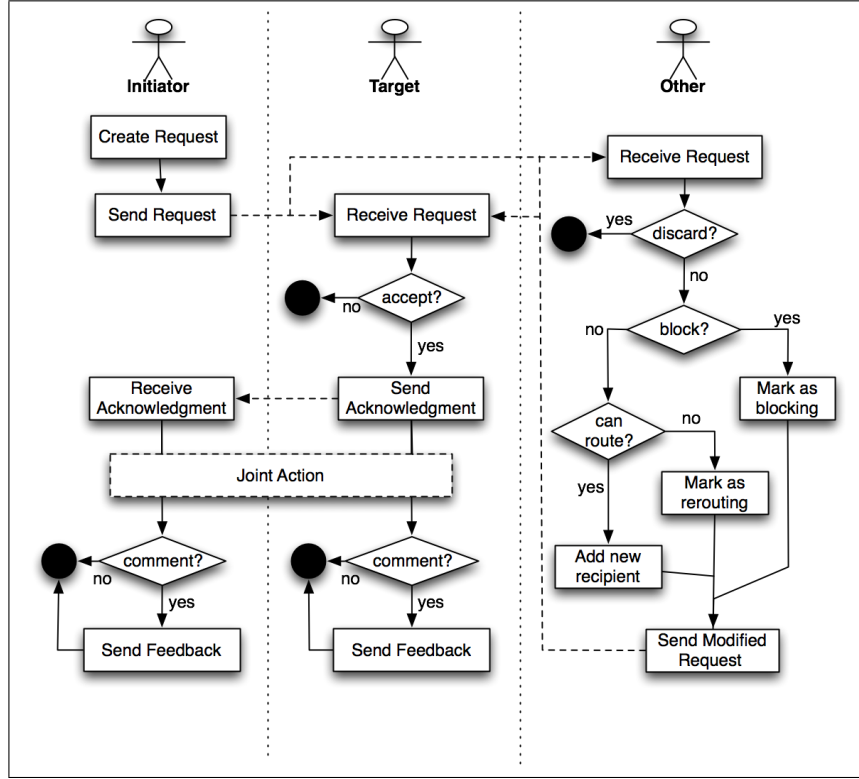 Initiator
Target
Other
Create Request
Send Request
Receive Request
Receive Request
discard?
yes
no
accept?
no
yes
block?
no
yes
Receive
Acknowledgment
Send
Acknowledgment
Mark as
blocking
can
route?
no
yes
Joint Action
Mark as
rerouting
comment?
no
yes
comment?
no
yes
Add new
recipient
Send Feedback
Send Feedback
Send Modified
Request